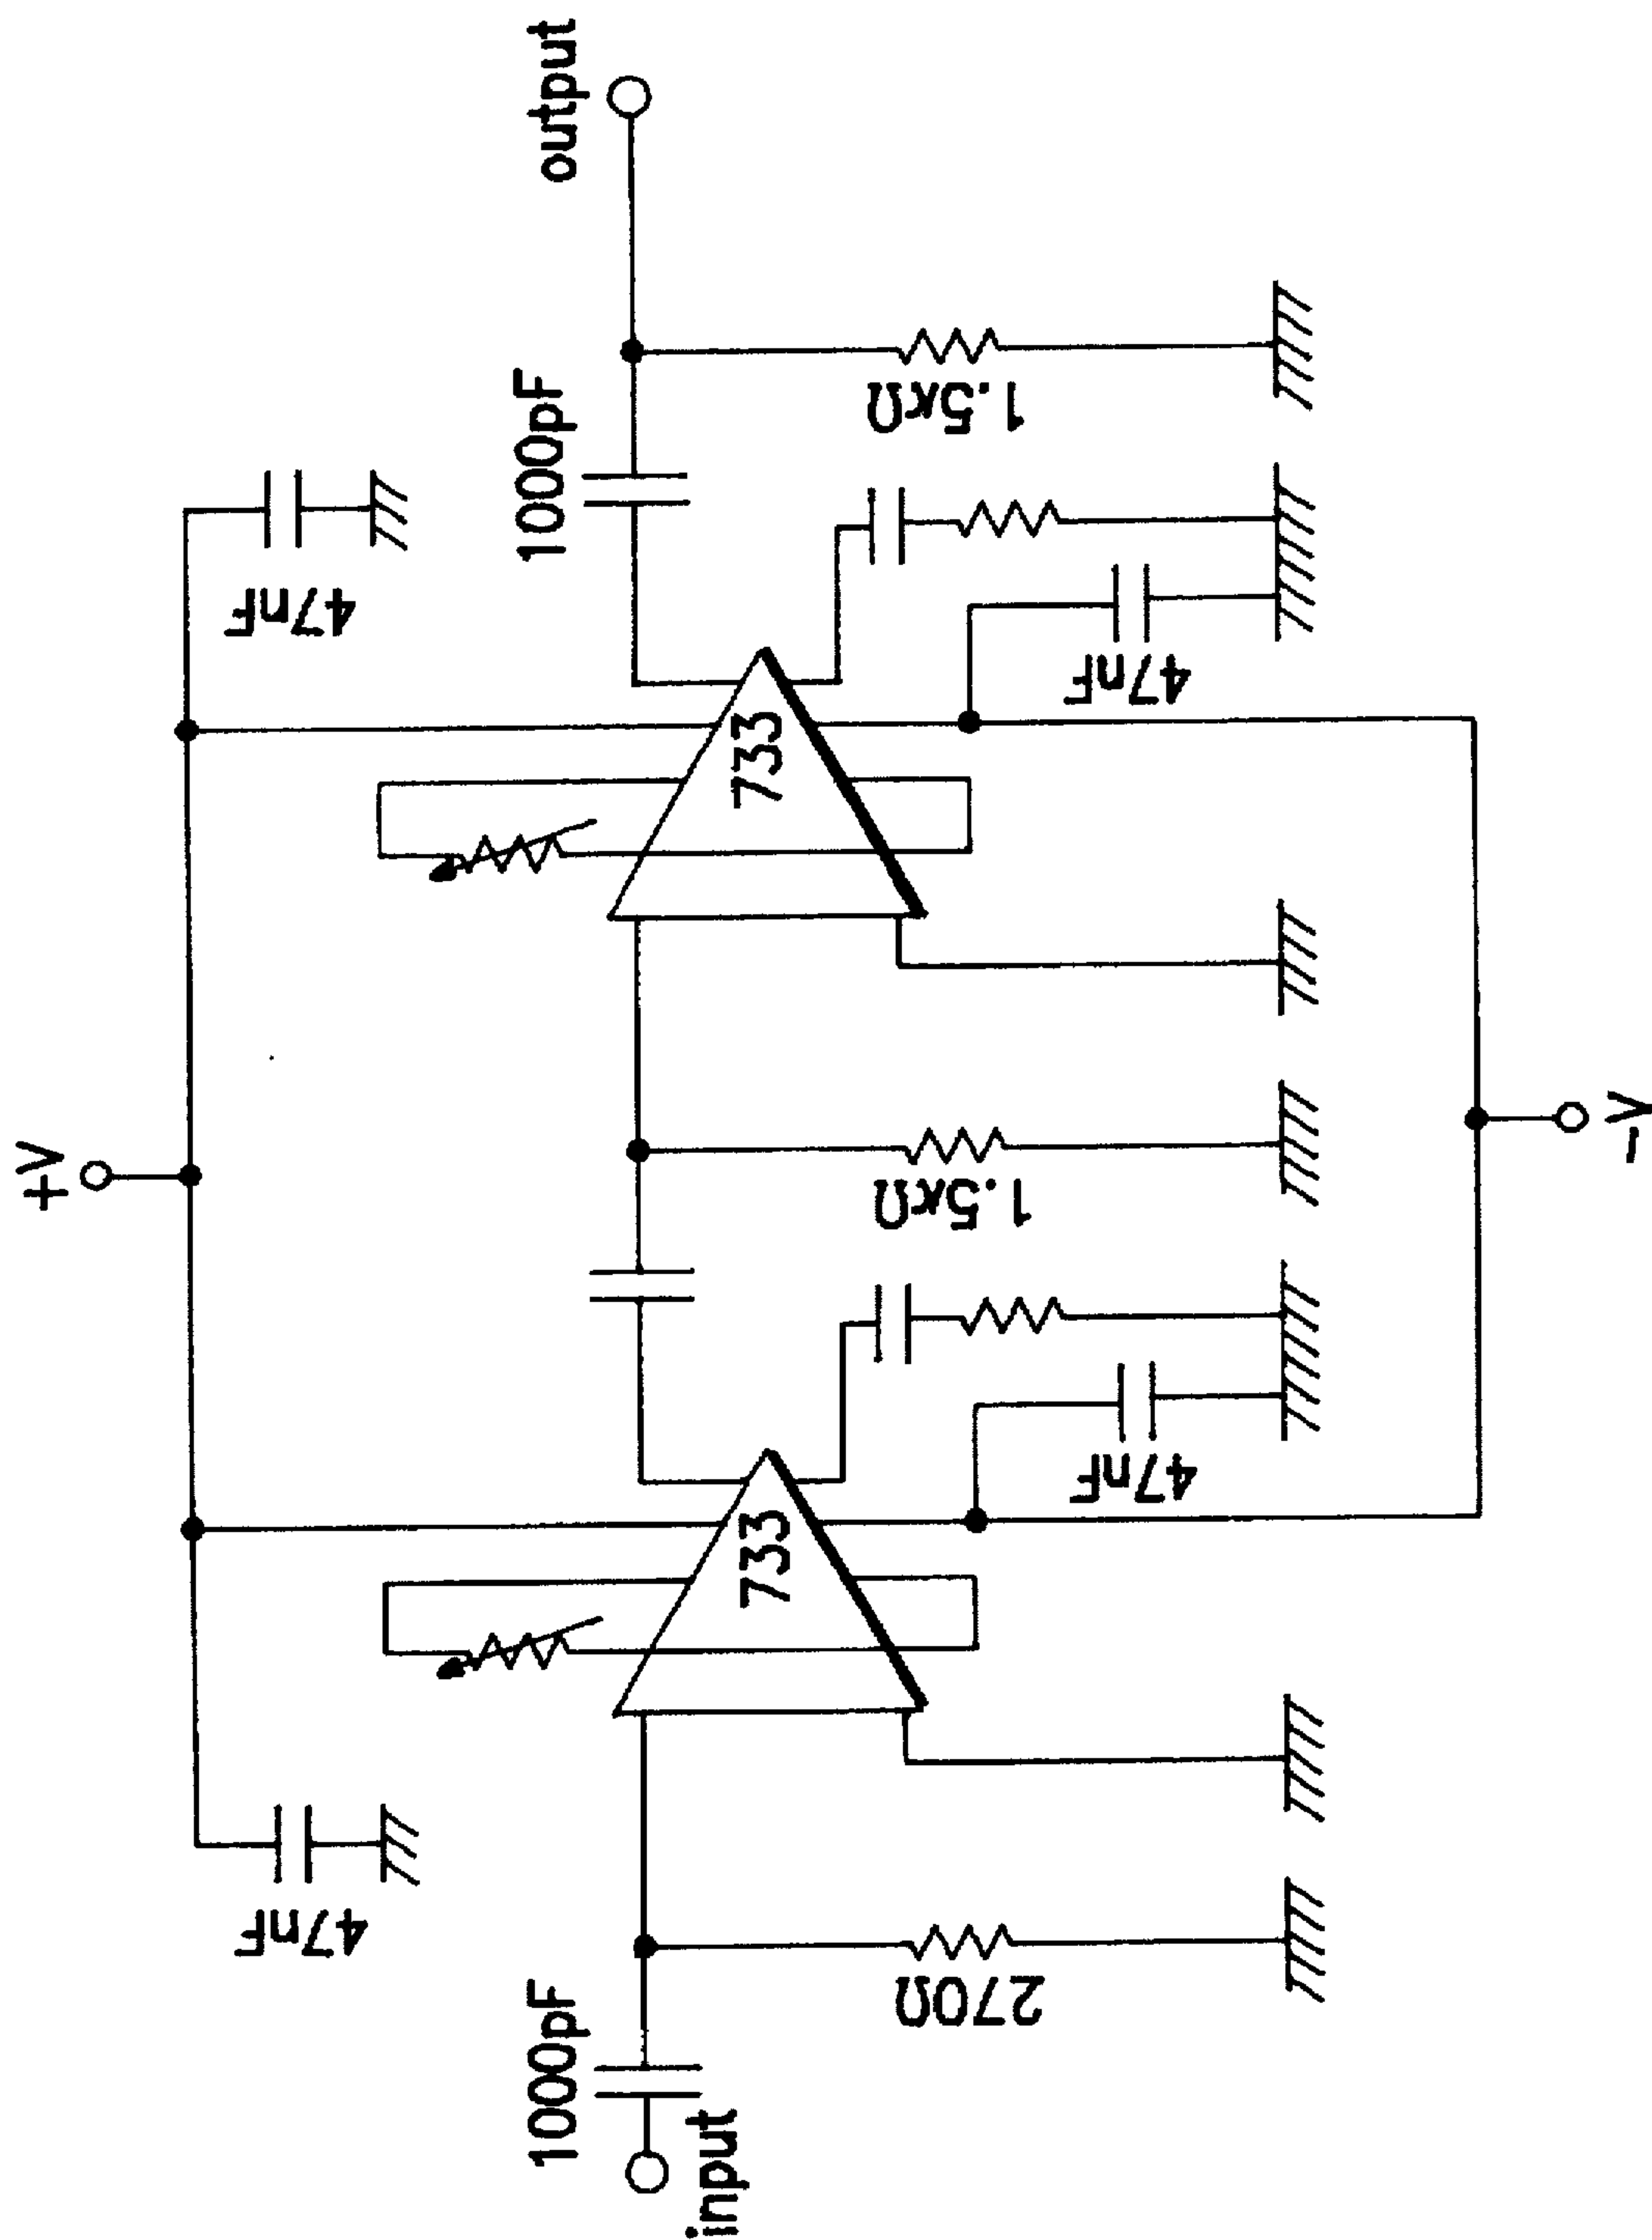 +V
47nF
47nF
1000pF
1000pF
output
input
733
733
270Ω
47nF
1.5kΩ
47nF
1.5kΩ
-V